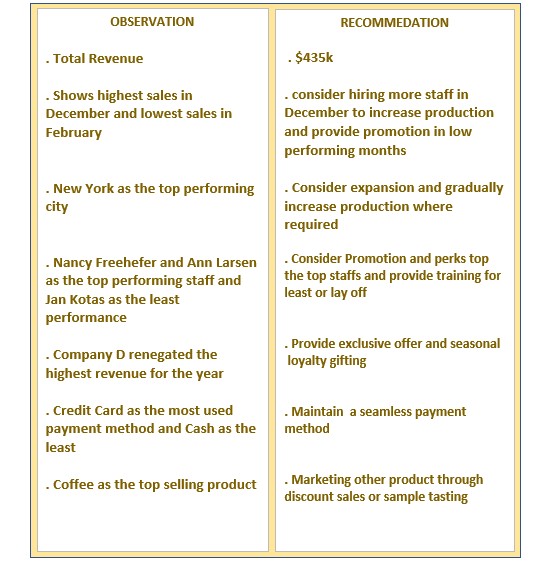 OBSERVATION
. Total Revenue
. Shows highest sales in
December and lowest sales in
February
. New York as the top performing
city
. Nancy Freehefer and Ann Larsen
as the top performing staff and
Jan Kotas as the least
performance
. Company D renegated the
highest revenue for the year
. Credit Card as the most used
payment method and Cash as the
least
. Coffee as the top selling product
RECOMMEDATION
. $435k
. consider hiring more staff in
December to increase production
and provide promotion in low
performing months
. Consider expansion and gradually
increase production where
required
. Consider Promotion and perks top
the top staffs and provide training for
least or lay off
. Provide exclusive offer and seasonal
loyalty gifting
. Maintain a seamless payment
method
. Marketing other product through
discount sales or sample tasting